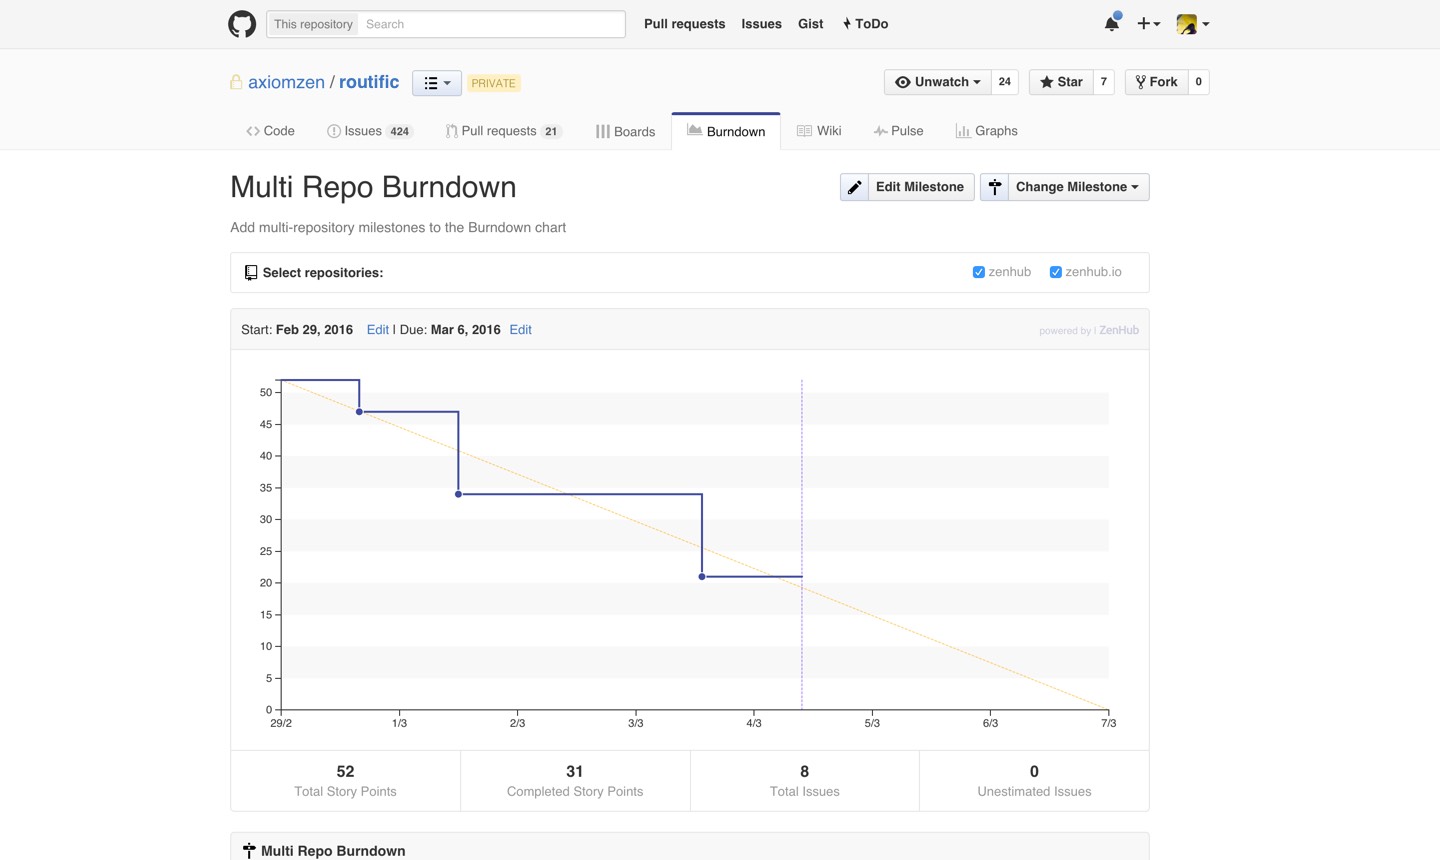 This repository Search Pull requests Issues Gist ToDo
axiomzen / routific PRIVATE Unwatch 24 Star 7 Fork 0
Code Issues 424 Pull requests 21 Boards Burndown Wiki Pulse Graphs
Multi Repo Burndown Edit Milestone Change Milestone
Add multi-repository milestones to the Burndown chart
Select repositories: zenhub zenhub.io
Start: Feb 29, 2016 Edit | Due: Mar 6, 2016 Edit powered by | ZenHub
50
45
40
35
30
25
20
15
10
5
0
29/2 1/3 2/3 3/3 4/3 5/3 6/3 7/3
52 31 8 0
Total Story Points Completed Story Points Total Issues Unestimated Issues
Multi Repo Burndown